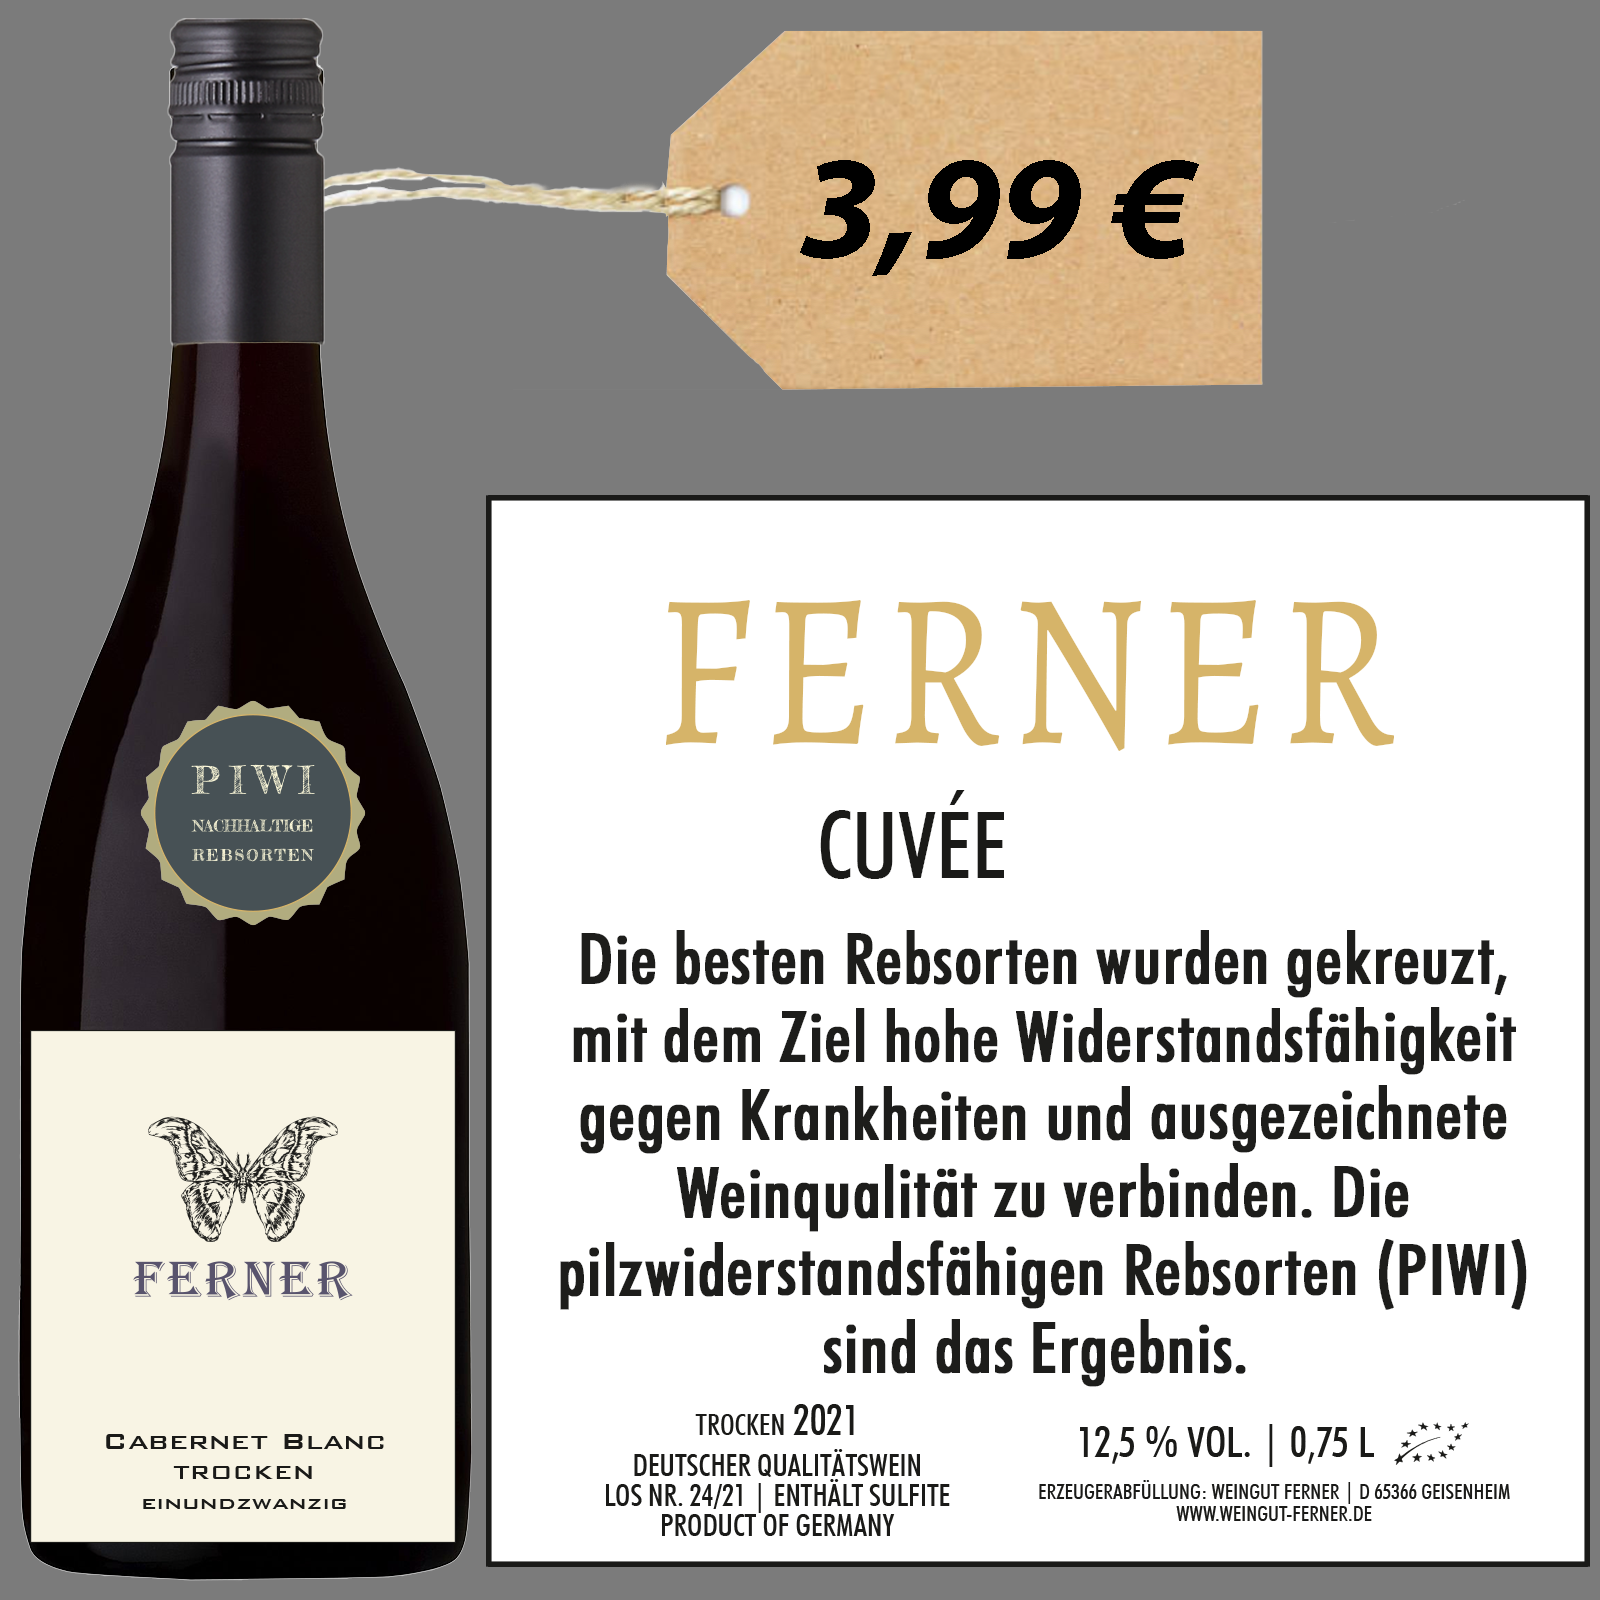 3,99 €
PIWI
NACHHALTIGE
REBSORTEN
FERNER
CABERNET BLANC
TROCKEN
EINUNDZWANZIG
FERNER
CUVÉE
Die besten Rebsorten wurden gekreuzt,
mit dem Ziel hohe Widerstandsfähigkeit
gegen Krankheiten und ausgezeichnete
Weinqualität zu verbinden. Die
pilzwiderstandsfähigen Rebsorten (PIWI)
sind das Ergebnis.
TROCKEN 2021
DEUTSCHER QUALITÄTSWEIN
LOS NR. 24/21 | ENTHÄLT SULFITE
PRODUCT OF GERMANY
12,5 % VOL. | 0,75 L
ERZEUGERABFÜLLUNG: WEINGUT FERNER | D 65366 GEISENHEIM
WWW.WEINGUT-FERNER.DE